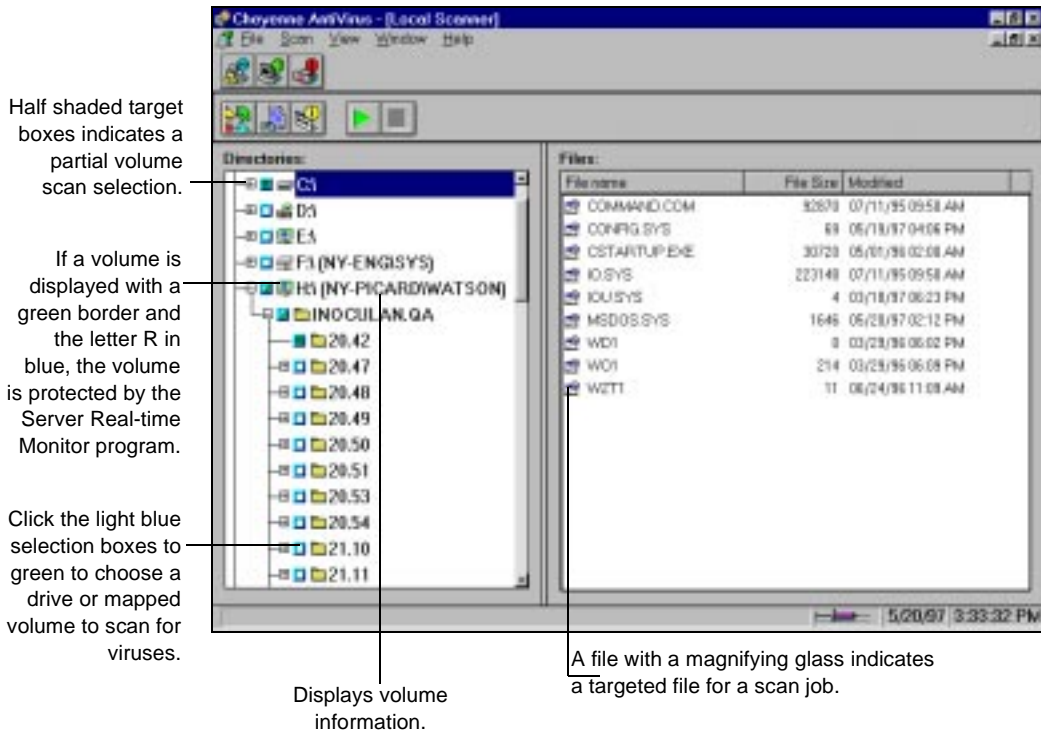 Cheyenne AntiVirus - [Local Scanner]
File Scan View Window Help
Half shaded target
boxes indicates a
partial volume
scan selection.
If a volume is
displayed with a
green border and
the letter R in
blue, the volume
is protected by the
Server Real-time
Monitor program.
Click the light blue
selection boxes to
green to choose a
drive or mapped
volume to scan for
viruses.
Directories:
C:\
D:\
E:\
F:\ (NY-ENG\SYS)
H:\ (NY-PICARD\WATSON)
INOCULAN.QA
20.42
20.47
20.48
20.49
20.50
20.51
20.53
20.54
21.10
21.11
Files:
File name File Size Modified
COMMAND.COM 92870 07/11/95 09:50 AM
CONFIG.SYS 69 05/19/97 04:06 PM
CSTARTUP.EXE 30720 05/01/96 02:00 AM
IO.SYS 223148 07/11/95 09:50 AM
IOU.SYS 4 03/18/97 06:23 PM
MSDOS.SYS 1646 05/20/97 02:12 PM
WD1 0 03/29/96 06:02 PM
WO1 214 03/29/96 06:09 PM
WZT1 11 06/24/96 11:09 AM
5/20/97 3:33:32 PM
Displays volume
information.
A file with a magnifying glass indicates
a targeted file for a scan job.